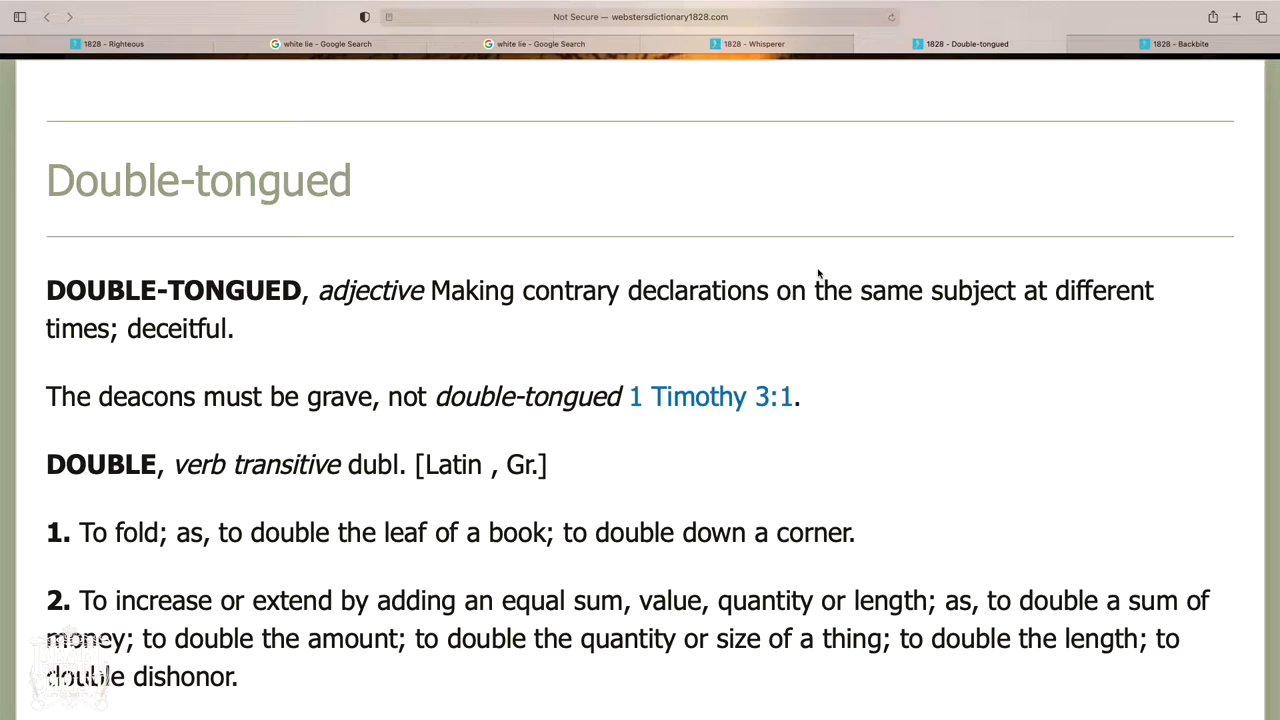 Not Secure — webstersdictionary1828.com
1828 - Righteous
white lie - Google Search
white lie - Google Search
1828 - Whisperer
1828 - Double-tongued
1828 - Backbite
Double-tongued
DOUBLE-TONGUED, adjective Making contrary declarations on the same subject at different
times; deceitful.
The deacons must be grave, not double-tongued 1 Timothy 3:1.
DOUBLE, verb transitive dubl. [Latin , Gr.]
1. To fold; as, to double the leaf of a book; to double down a corner.
2. To increase or extend by adding an equal sum, value, quantity or length; as, to double a sum of
money; to double the amount; to double the quantity or size of a thing; to double the length; to
double dishonor.